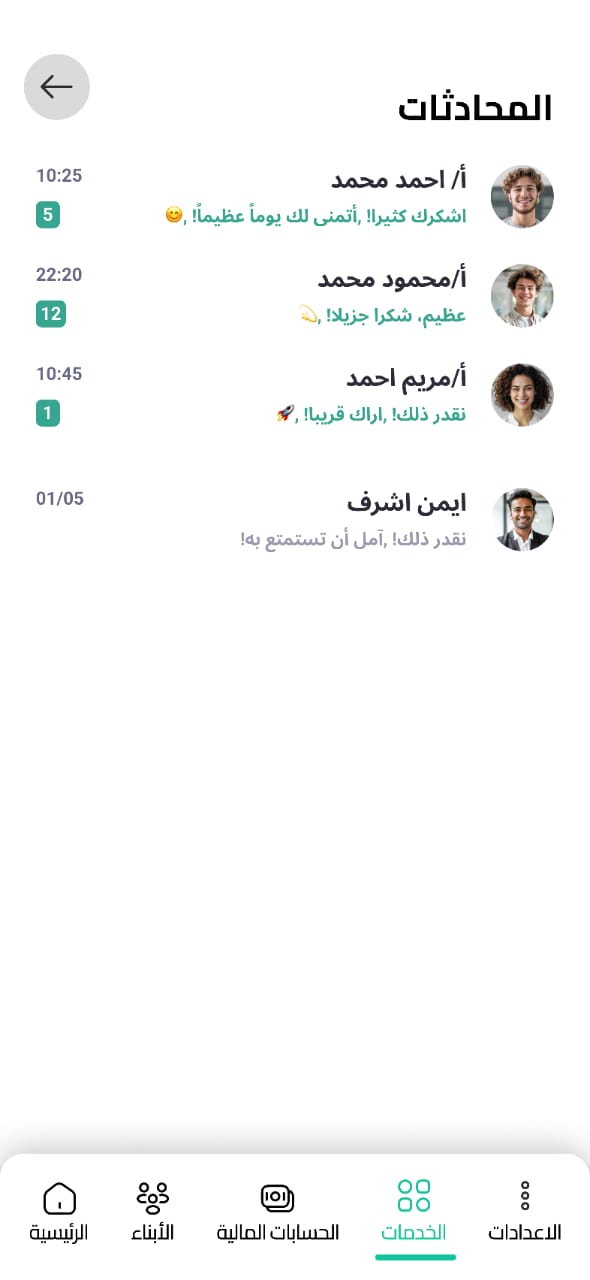 المحادثات
أ/ احمد محمد
10:25
اشكرك كثيرا! ,أتمنى لك يوماً عظيماً! ,😊
5
أ/محمود محمد
22:20
عظيم، شكرا جزيلا! ,💫
12
أ/مريم احمد
10:45
نقدر ذلك! ,اراك قريبا! ,🚀
1
ايمن اشرف
01/05
نقدر ذلك! ,آمل أن تستمتع به!
الاعدادات
الخدمات
الحسابات المالية
الأبناء
الرئيسية